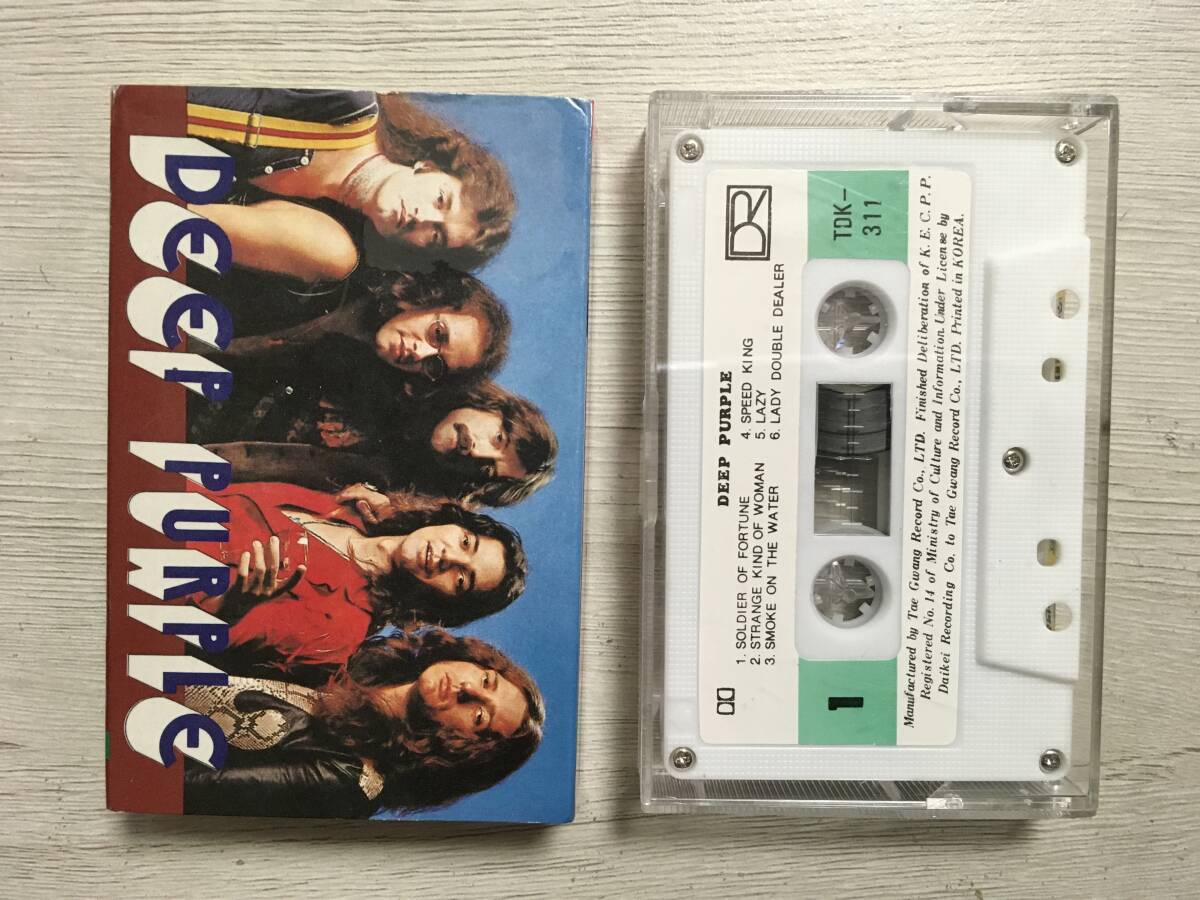 DEEP PURPLE
DR
TDK-
311
DEEP PURPLE
1. SOLDIER OF FORTUNE
2. STRANGE KIND OF WOMAN
3. SMOKE ON THE WATER
4. SPEED KING
5. LAZY
6. LADY DOUBLE DEALER
1
Manufactured by Tae Gwang Record Co., LTD. Finished Deliberation of K. E. C. P. P.
Registered No. 14 of Ministry of Culture and Information. Under License by
Daikei Recording Co. to Tae Gwang Record Co., LTD. Printed in KOREA.